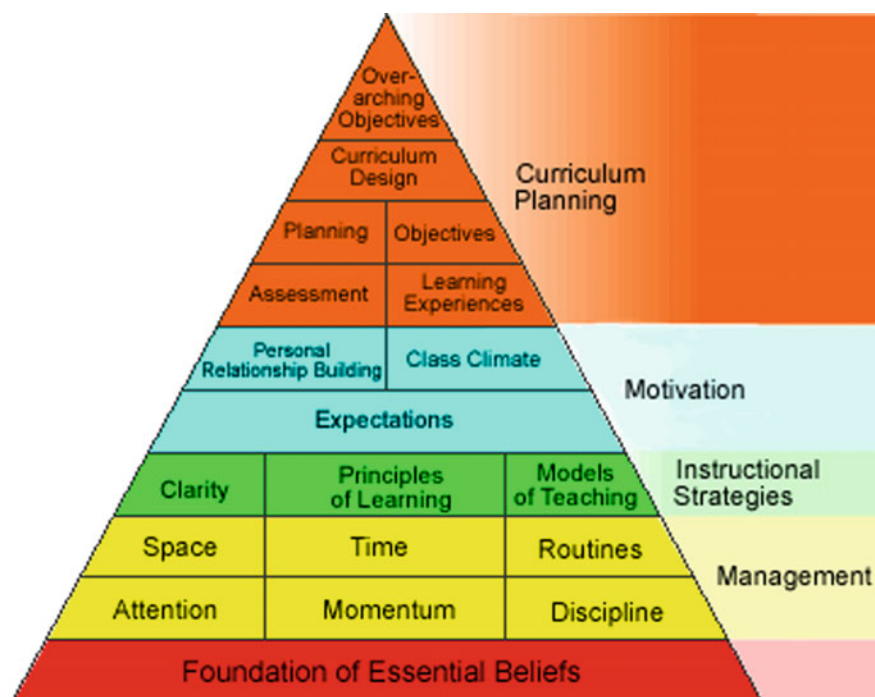 Over-
arching
Objectives
Curriculum
Design
Curriculum
Planning
Planning
Objectives
Assessment
Learning
Experiences
Personal
Relationship Building
Class Climate
Motivation
Expectations
Clarity
Principles
of Learning
Models
of Teaching
Instructional
Strategies
Space
Time
Routines
Management
Attention
Momentum
Discipline
Foundation of Essential Beliefs